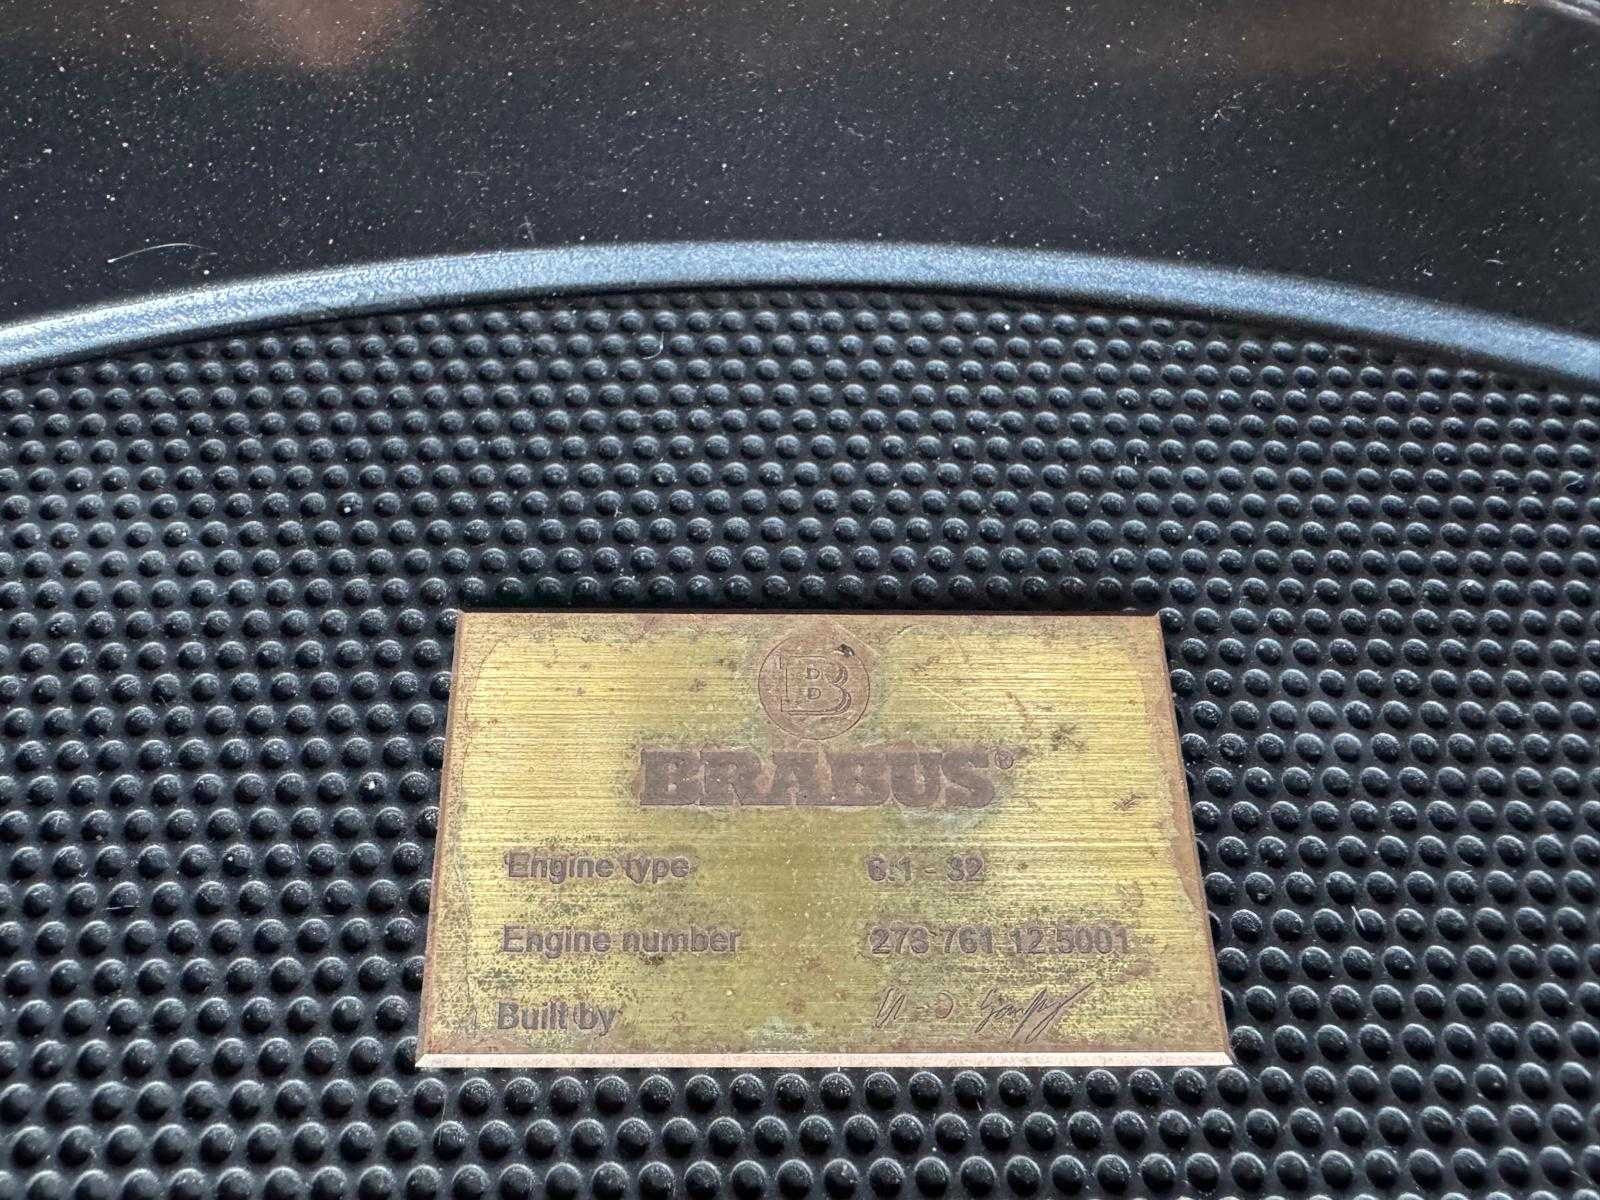 B
BRABUS®
Engine type 6.1 - 32
Engine number 273 761 12 5001
Built by